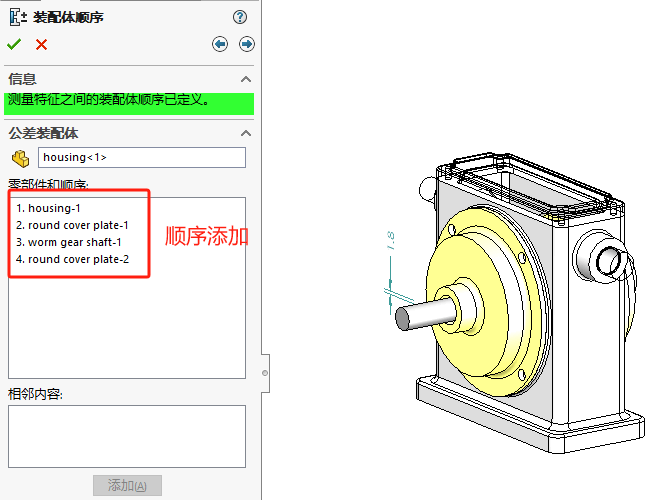 装配体顺序
信息
测量特征之间的装配体顺序已定义。
公差装配体
housing<1>
零部件和顺序:
1. housing-1
2. round cover plate-1
3. worm gear shaft-1
4. round cover plate-2
顺序添加
相邻内容:
添加(A)
1.8